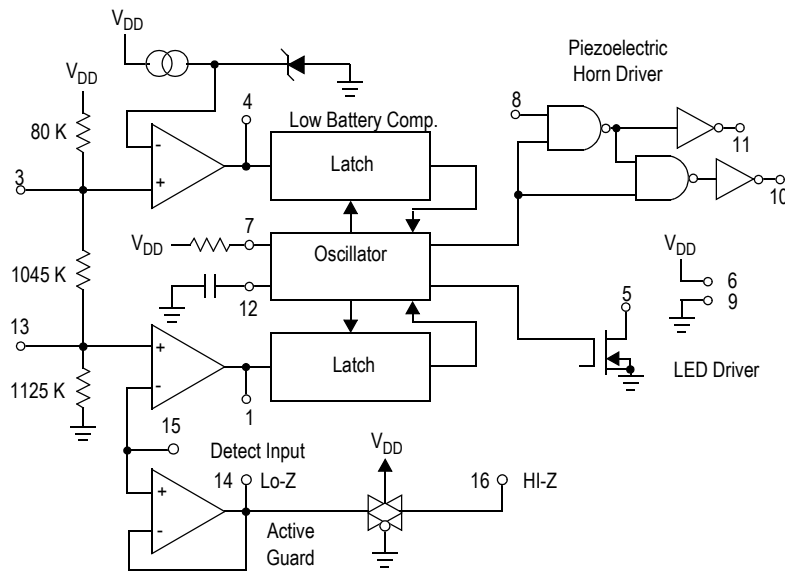 VDD
VDD
4
Low Battery Comp.
Piezoelectric
Horn Driver
8
80 K
-
+
Latch
11
3
10
7
VDD
Oscillator
VDD
1045 K
12
5
6
9
13
+
-
Latch
LED Driver
1125 K
1
15
Detect Input
VDD
14
Lo-Z
16
HI-Z
+
-
Active
Guard